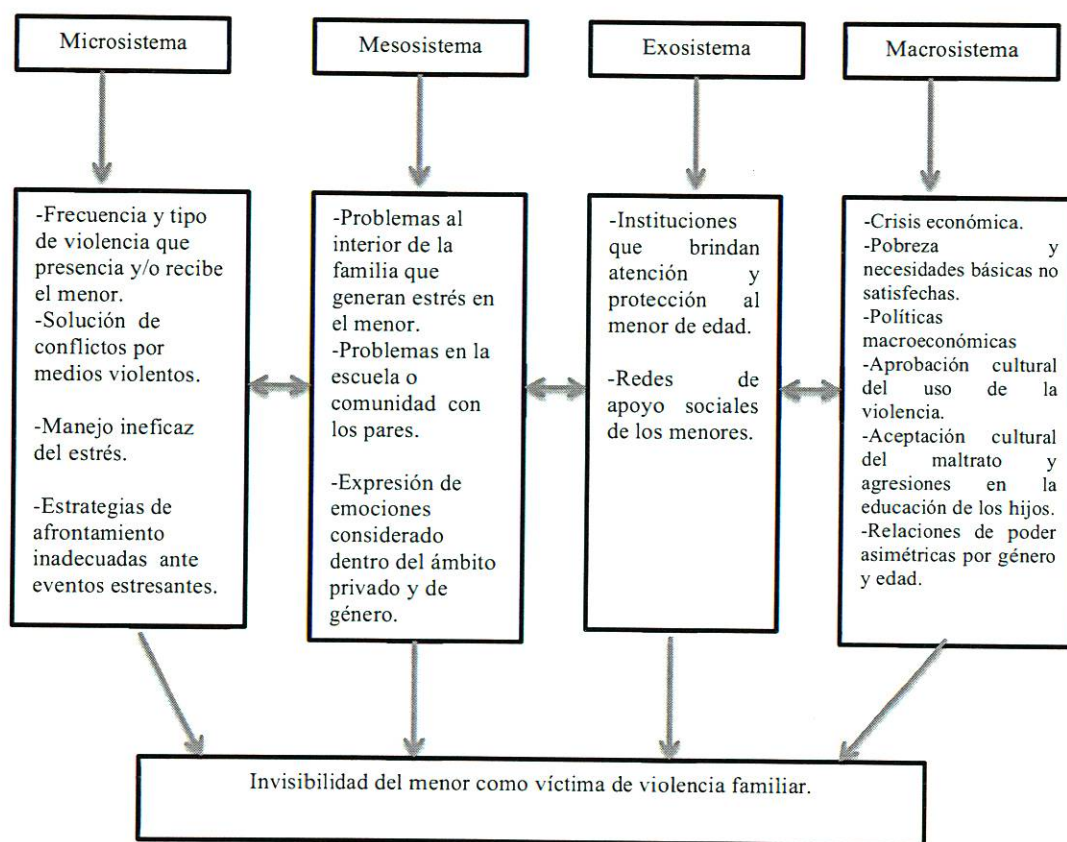 Microsistema
Mesosistema
Exosistema
Macrosistema
-Frecuencia y tipo
de violencia que
presencia y/o recibe
el menor.
-Solución de
conflictos por
medios violentos.
-Manejo ineficaz
del estrés.
-Estrategias de
afrontamiento
inadecuadas ante
eventos estresantes.
-Problemas al
interior de la
familia que
generan estrés en
el menor.
-Problemas en la
escuela o
comunidad con
los pares.
-Expresión de
emociones
considerado
dentro del ámbito
privado y de
género.
-Instituciones
que brindan
atención y
protección al
menor de edad.
-Redes de
apoyo sociales
de los menores.
-Crisis económica.
-Pobreza y
necesidades básicas no
satisfechas.
-Políticas
macroeconómicas
-Aprobación cultural
del uso de la
violencia.
-Aceptación cultural
del maltrato y
agresiones en la
educación de los hijos.
-Relaciones de poder
asimétricas por género
y edad.
Invisibilidad del menor como víctima de violencia familiar.